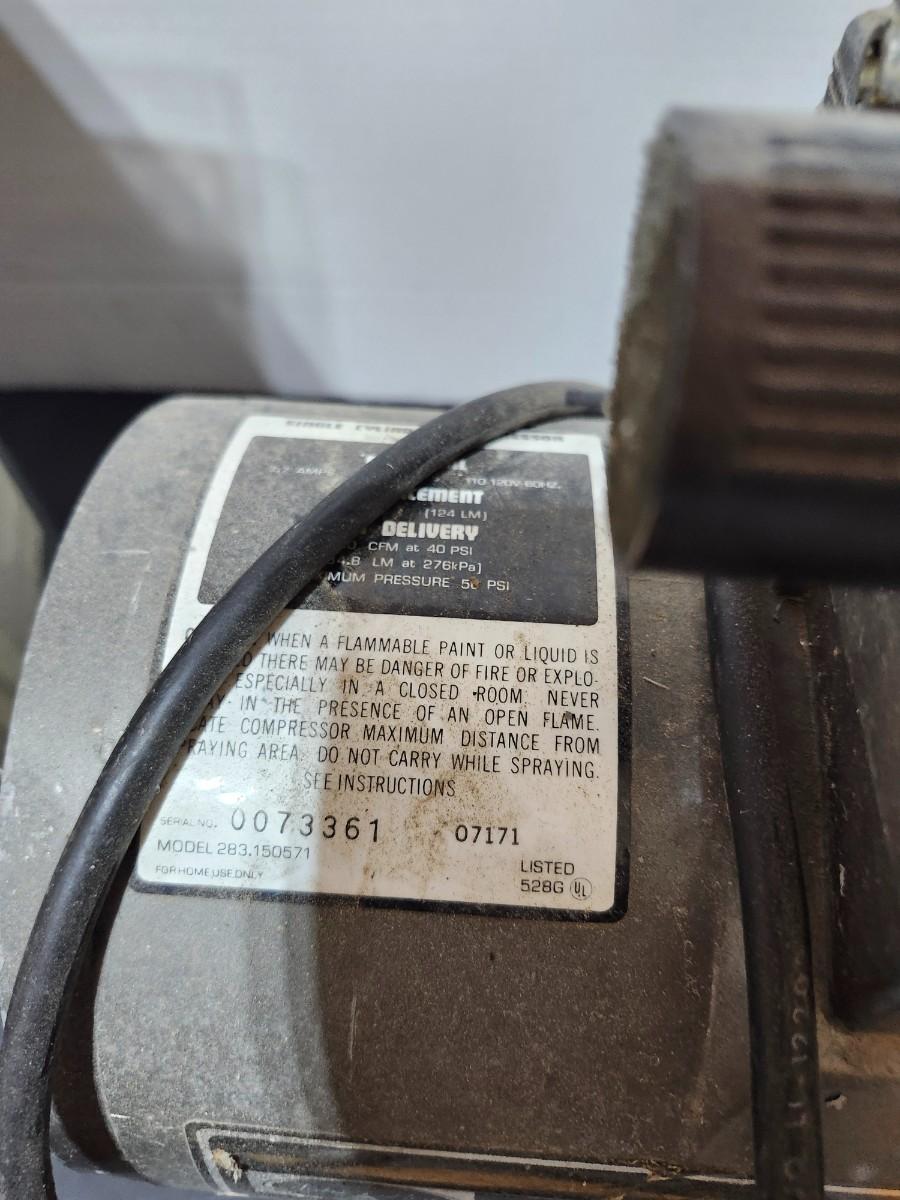 SINGLE
AMPS 110 120V-60HZ.
[124 LM]
DELIVERY
CFM at 40 PSI
LM at 276kPa]
PRESSURE 50 PSI
WHEN A FLAMMABLE PAINT OR LIQUID IS
THERE MAY BE DANGER OF FIRE OR EXPLO-
ESPECIALLY IN A CLOSED ROOM. NEVER
IN THE PRESENCE OF AN OPEN FLAME.
COMPRESSOR MAXIMUM DISTANCE FROM
AREA. DO NOT CARRY WHILE SPRAYING.
SEE INSTRUCTIONS
SERIAL NO. 0073361 07171
MODEL 283.150571
FOR HOME USE ONLY
LISTED
528G UL